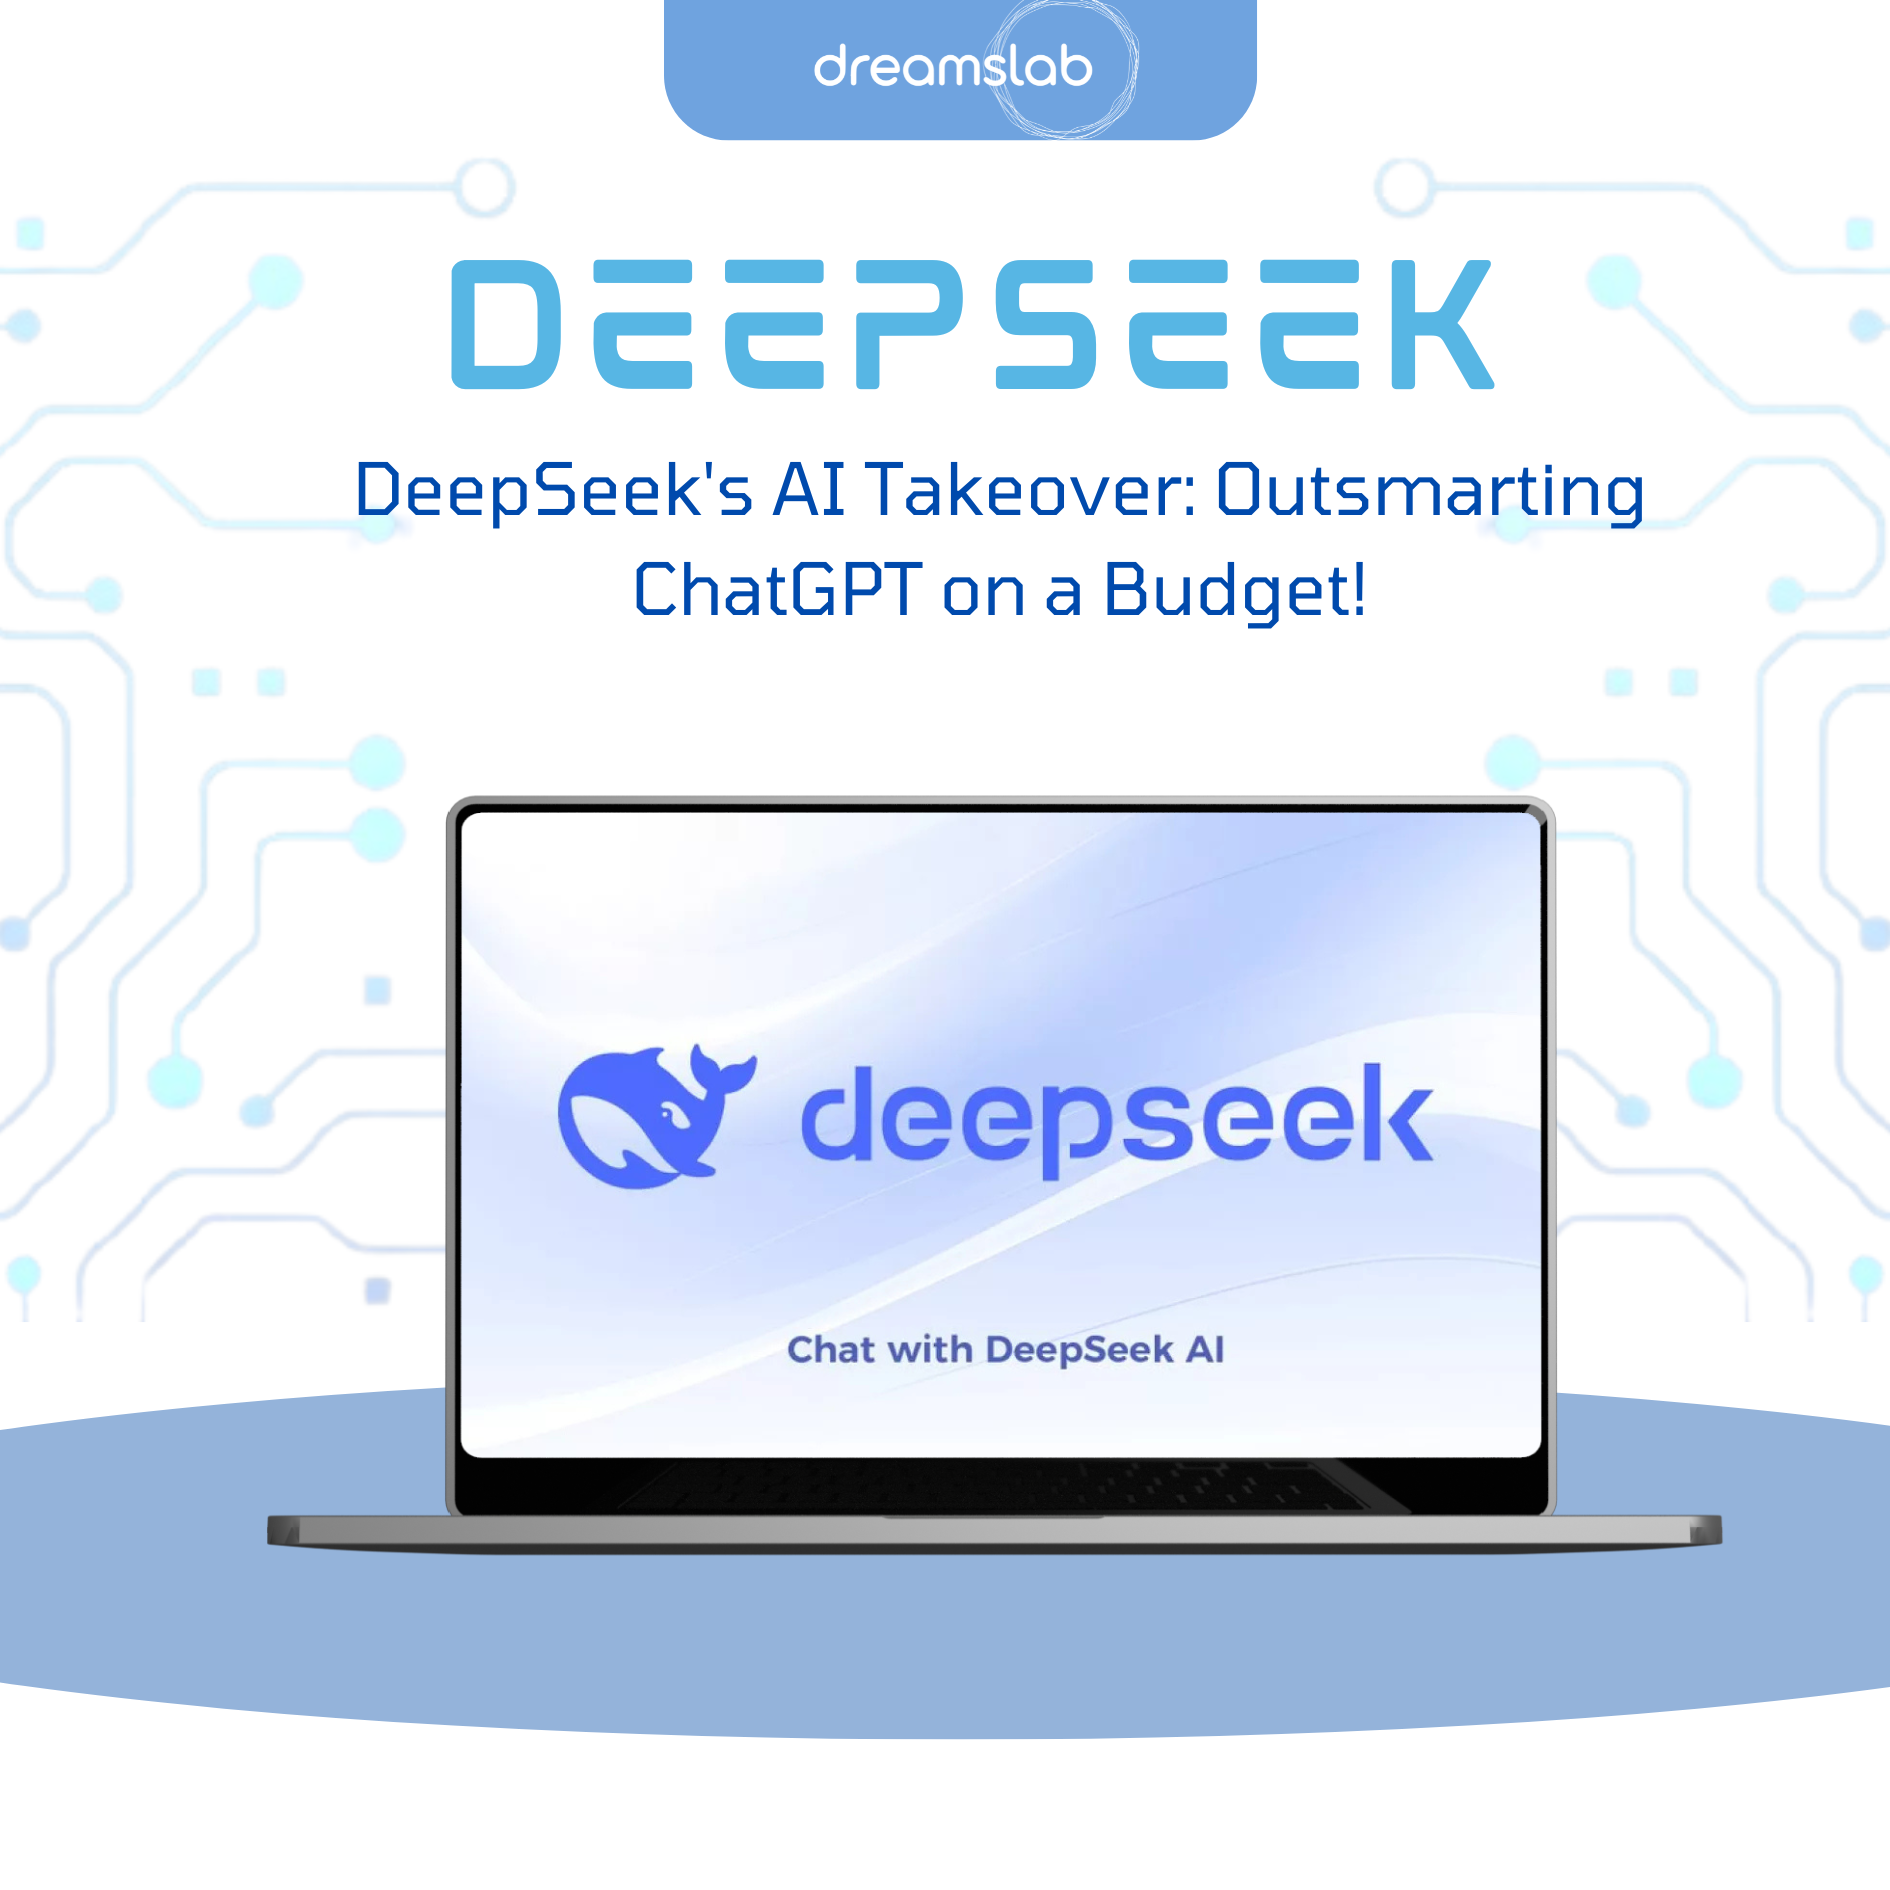 dreamslab
DEEPSEEK
DeepSeek's AI Takeover: Outsmarting
ChatGPT on a Budget!
deepseek
Chat with DeepSeek AI